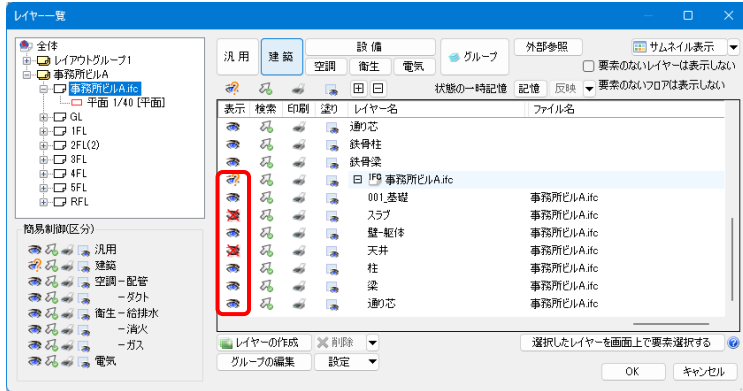 レイヤー一覧
全体
レイアウトグループ1
事務所ビルA
事務所ビルA.ifc
平面 1/40 [平面]
GL
1FL
2FL(2)
3FL
4FL
5FL
RFL
簡易制御(区分)
汎用
建築
空調－配管
－ダクト
衛生－給排水
－消火
－ガス
電気
汎用
建築
設備
空調
衛生
電気
グループ
外部参照
サムネイル表示
要素のないレイヤーは表示しない
要素のないフロアは表示しない
状態の一時記憶
記憶
反映
表示 検索 印刷 塗り レイヤー名 ファイル名
通り芯
鉄骨柱
鉄骨梁
IFC 事務所ビルA.ifc
001_基礎 事務所ビルA.ifc
スラブ 事務所ビルA.ifc
壁-躯体 事務所ビルA.ifc
天井 事務所ビルA.ifc
柱 事務所ビルA.ifc
梁 事務所ビルA.ifc
通り芯 事務所ビルA.ifc
レイヤーの作成
削除
選択したレイヤーを画面上で要素選択する
グループの編集
設定
OK
キャンセル